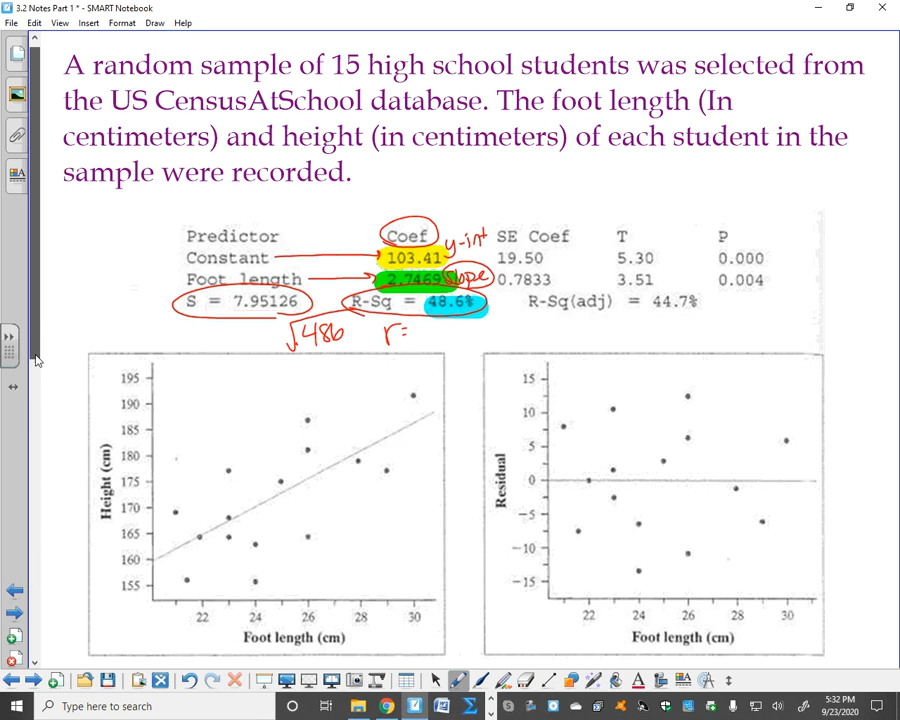 3.2 Notes Part 1 * - SMART Notebook
File Edit View Insert Format Draw Help
A random sample of 15 high school students was selected from
the US CensusAtSchool database. The foot length (In
centimeters) and height (in centimeters) of each student in the
sample were recorded.
Predictor Coef y-int SE Coef T P
Constant 103.41 19.50 5.30 0.000
Foot length 2.7469 slope 0.7833 3.51 0.004
S = 7.95126 R-Sq = 48.6% R-Sq(adj) = 44.7%
√.486 r=
195
190
185
180
175
170
165
160
155
Height (cm)
22 24 26 28 30
Foot length (cm)
15
10
5
0
−5
−10
−15
Residual
22 24 26 28 30
Foot length (cm)
Type here to search
5:32 PM
9/23/2020